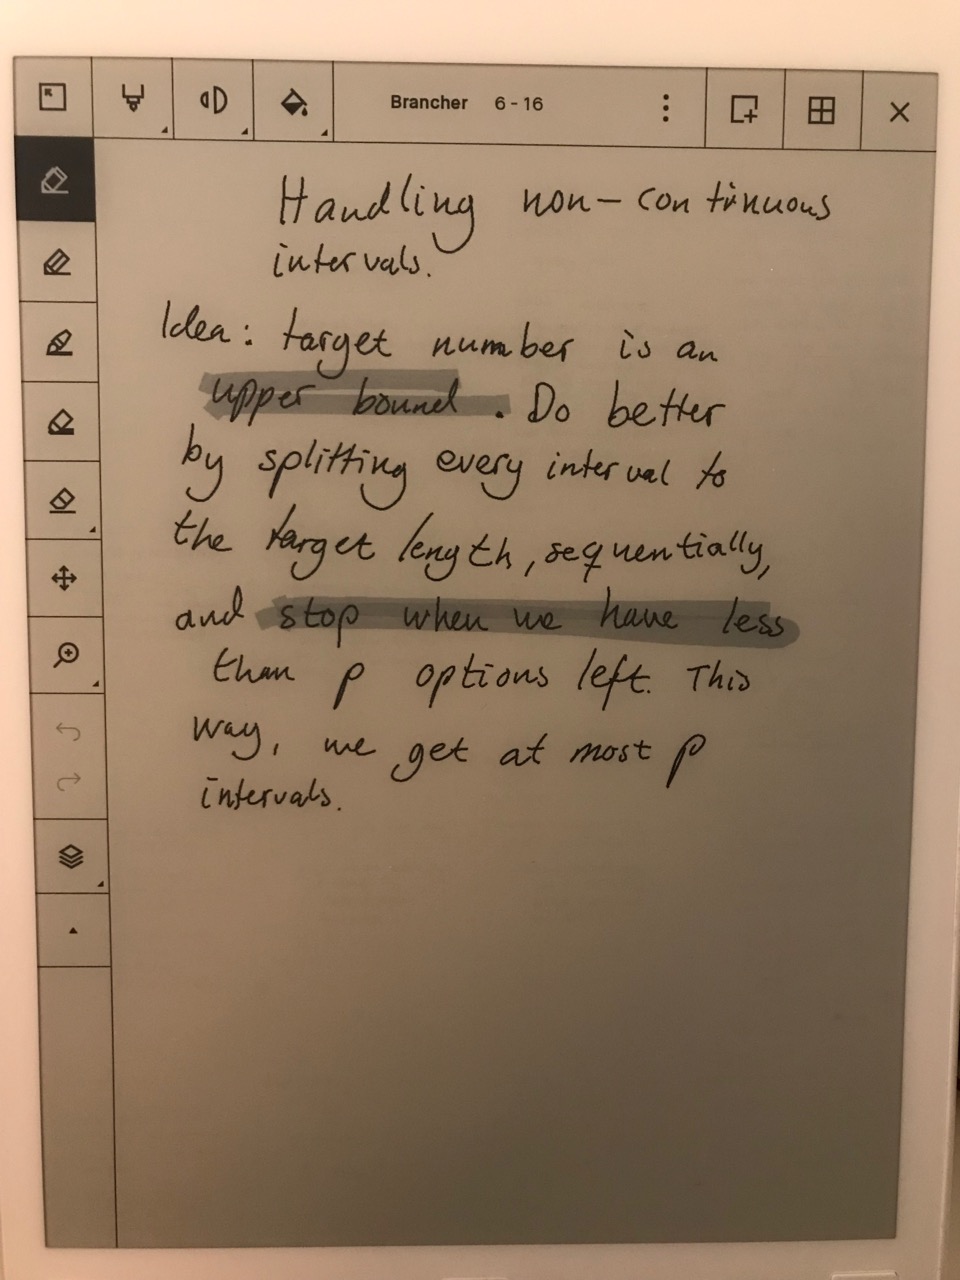 Brancher 6 - 16
Handling non-continuous
intervals.
Idea: target number is an
upper bound. Do better
by splitting every interval to
the target length, sequentially,
and stop when we have less
than p options left. This
way, we get at most p
intervals.